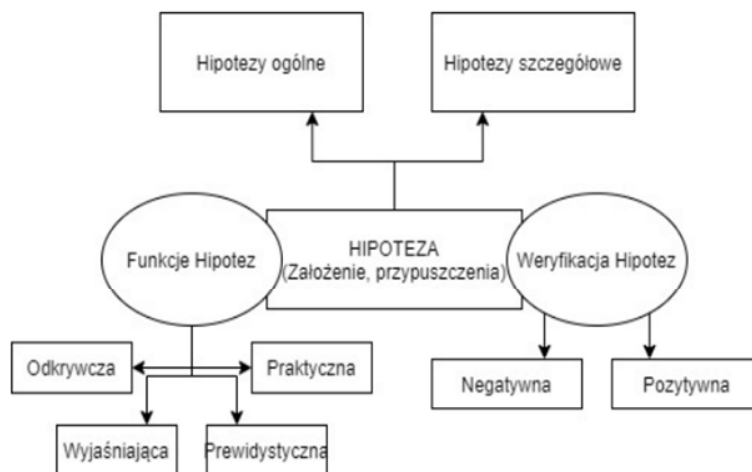 Hipotezy ogólne
Hipotezy szczegółowe
Funkcje Hipotez
HIPOTEZA
(Założenie, przypuszczenia)
Weryfikacja Hipotez
Odkrywcza
Praktyczna
Negatywna
Pozytywna
Wyjaśniająca
Prewidystyczna